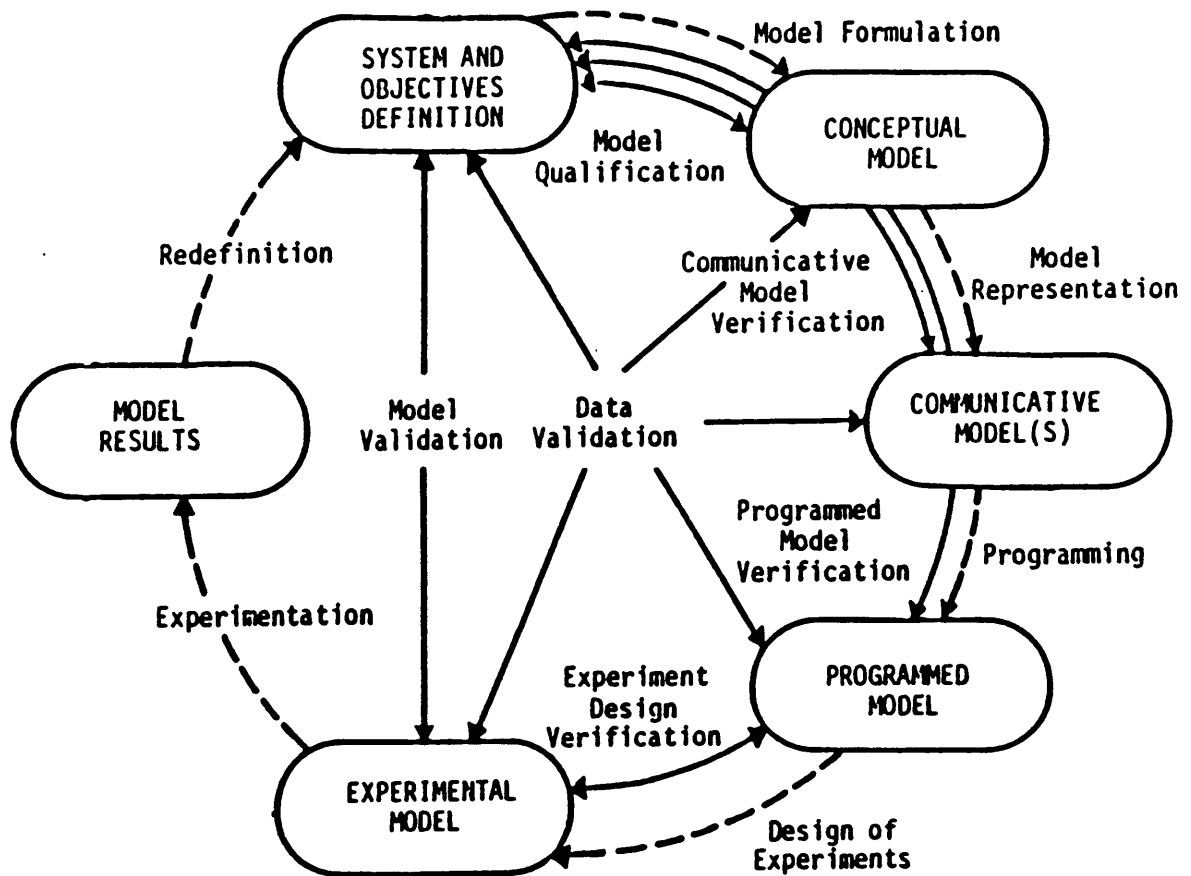 SYSTEM AND
OBJECTIVES
DEFINITION
Model Formulation
CONCEPTUAL
MODEL
Model
Qualification
Redefinition
Communicative
Model
Verification
Model
Representation
MODEL
RESULTS
Model
Validation
Data
Validation
COMMUNICATIVE
MODEL(S)
Programmed
Model
Verification
Programming
Experimentation
Experiment
Design
Verification
PROGRAMMED
MODEL
EXPERIMENTAL
MODEL
Design of
Experiments